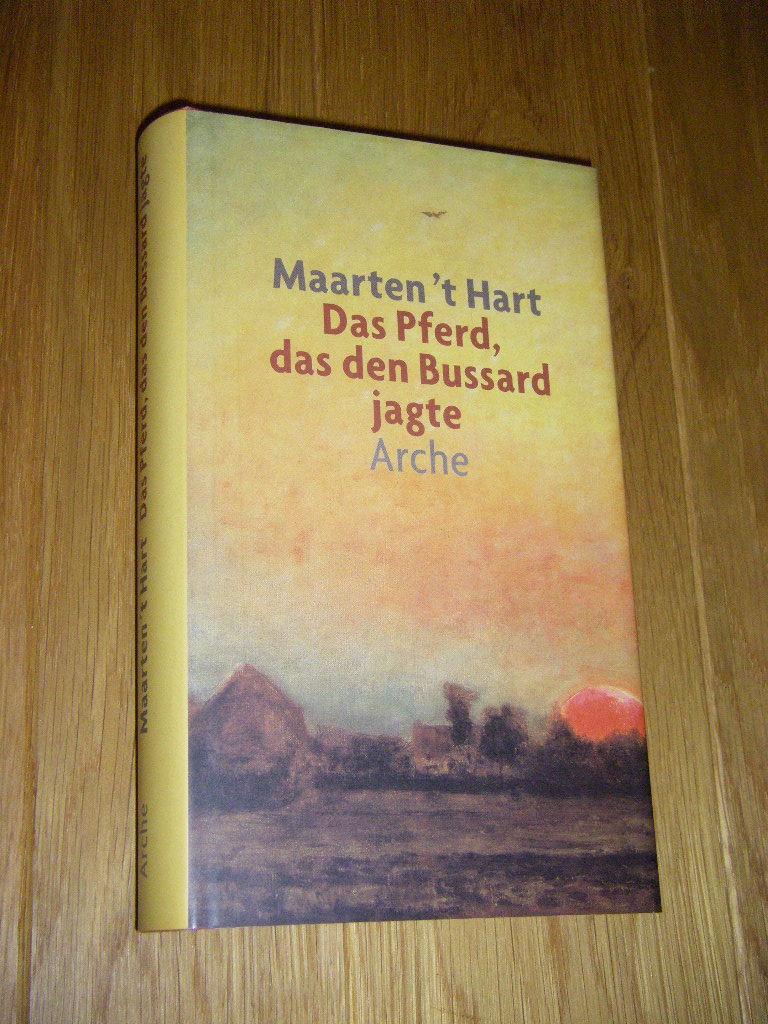 Maarten 't Hart
Das Pferd,
das den Bussard
jagte
Arche
Arche Maarten 't Hart Das Pferd, das den Bussard jagte